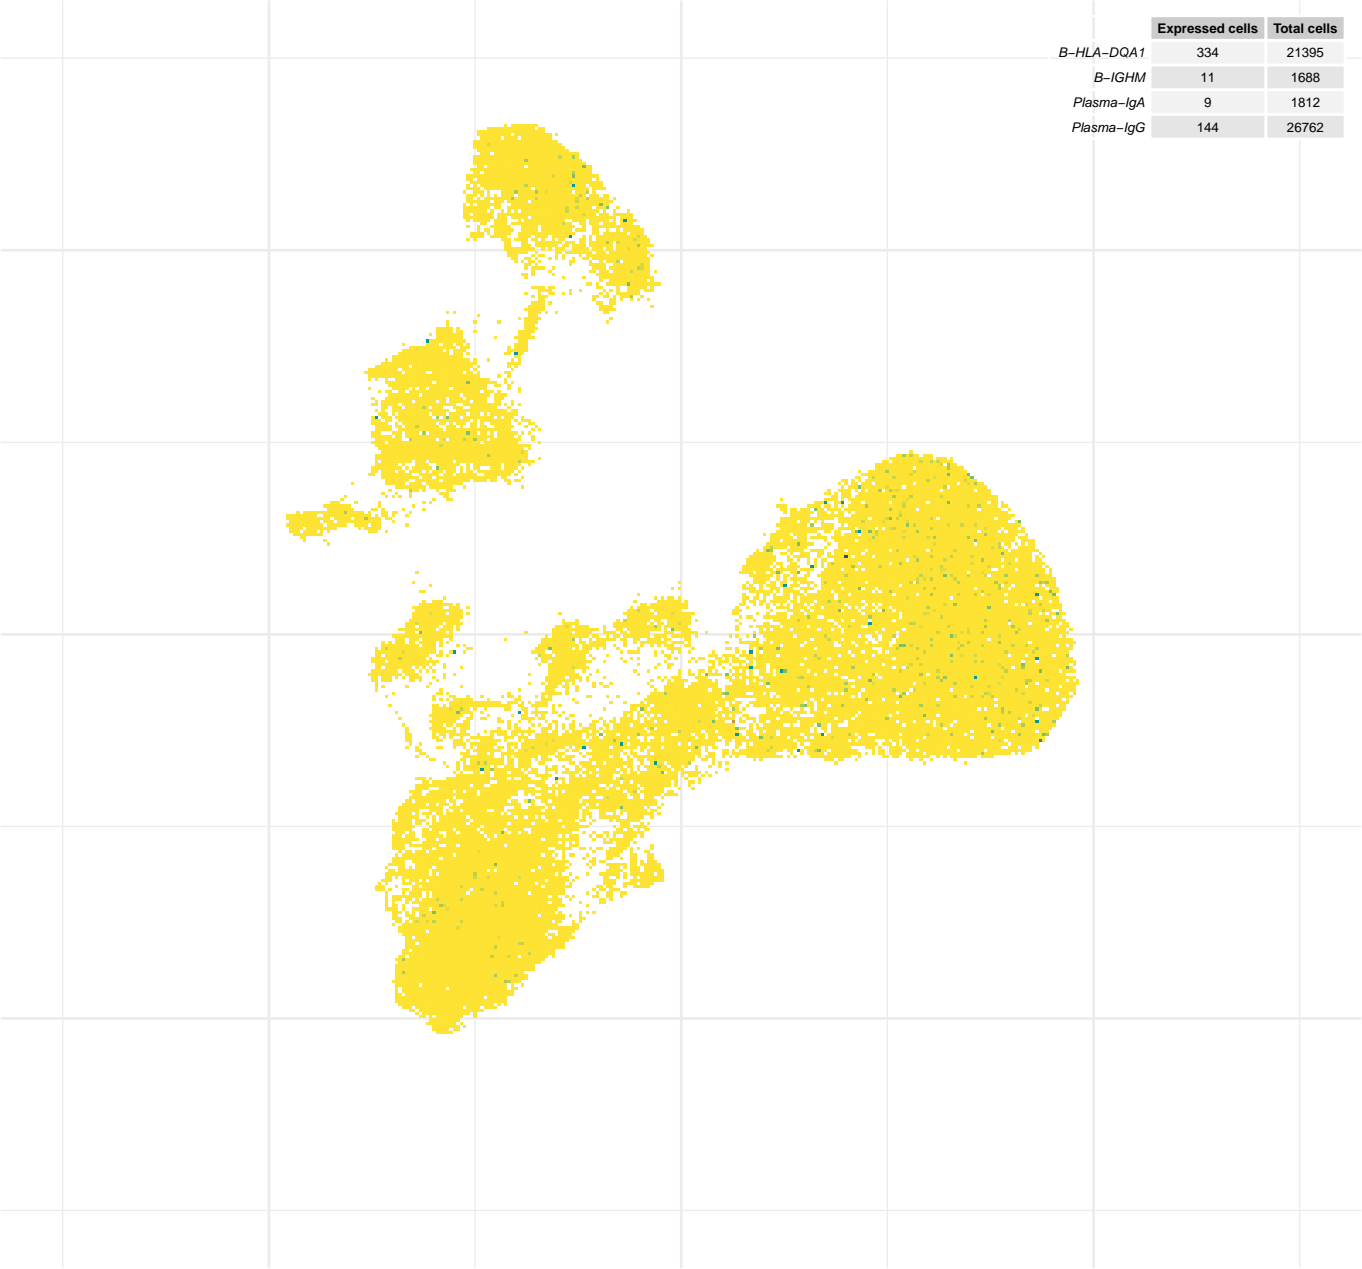 Expressed cells Total cells
B−HLA−DQA1 334 21395
B−IGHM 11 1688
Plasma−IgA 9 1812
Plasma−IgG 144 26762